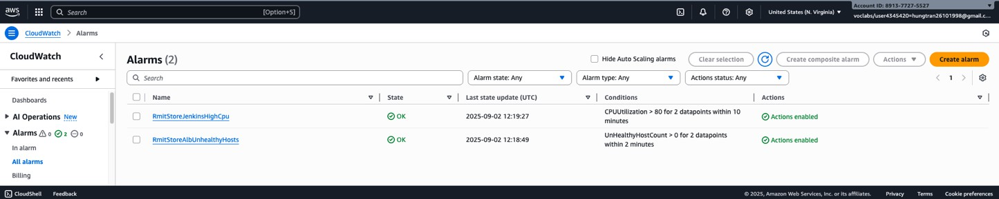 aws
Search [Option+S]
United States (N. Virginia) ▼
Account ID: 8913-7727-5527
voclabs/user4345420=hungtran26101998@gmail.c...
CloudWatch > Alarms
CloudWatch
Favorites and recents
Dashboards
AI Operations New
Alarms 0 2 0
In alarm
All alarms
Billing
Alarms (2)
Hide Auto Scaling alarms
Clear selection
Create composite alarm
Actions
Create alarm
Search
Alarm state: Any
Alarm type: Any
Actions status: Any
1
Name State Last state update (UTC) Conditions Actions
RmitStoreJenkinsHighCpu OK 2025-09-02 12:19:27 CPUUtilization > 80 for 2 datapoints within 10
minutes Actions enabled
RmitStoreAlbUnhealthyHosts OK 2025-09-02 12:18:49 UnHealthyHostCount > 0 for 2 datapoints
within 2 minutes Actions enabled
CloudShell Feedback © 2025, Amazon Web Services, Inc. or its affiliates. Privacy Terms Cookie preferences